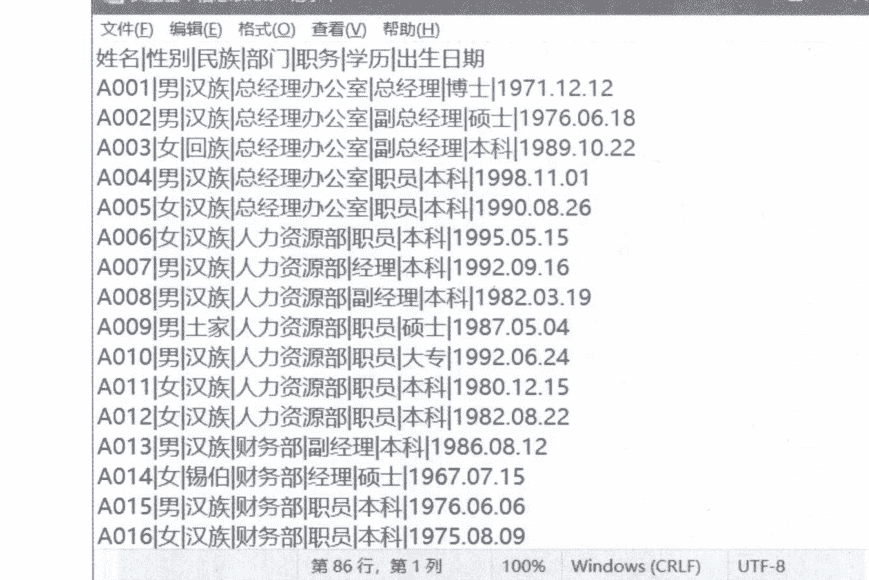 文件(F) 编辑(E) 格式(O) 查看(V) 帮助(H)
姓名|性别|民族|部门|职务|学历|出生日期
A001|男|汉族|总经理办公室|总经理|博士|1971.12.12
A002|男|汉族|总经理办公室|副总经理|硕士|1976.06.18
A003|女|回族|总经理办公室|副总经理|本科|1989.10.22
A004|男|汉族|总经理办公室|职员|本科|1998.11.01
A005|女|汉族|总经理办公室|职员|本科|1990.08.26
A006|女|汉族|人力资源部|职员|本科|1995.05.15
A007|男|汉族|人力资源部|经理|本科|1992.09.16
A008|男|汉族|人力资源部|副经理|本科|1982.03.19
A009|男|土家|人力资源部|职员|硕士|1987.05.04
A010|男|汉族|人力资源部|职员|大专|1992.06.24
A011|女|汉族|人力资源部|职员|本科|1980.12.15
A012|女|汉族|人力资源部|职员|本科|1982.08.22
A013|男|汉族|财务部|副经理|本科|1986.08.12
A014|女|锡伯|财务部|经理|硕士|1967.07.15
A015|男|汉族|财务部|职员|本科|1976.06.06
A016|女|汉族|财务部|职员|本科|1975.08.09
第 86 行，第 1 列 100% Windows (CRLF) UTF-8